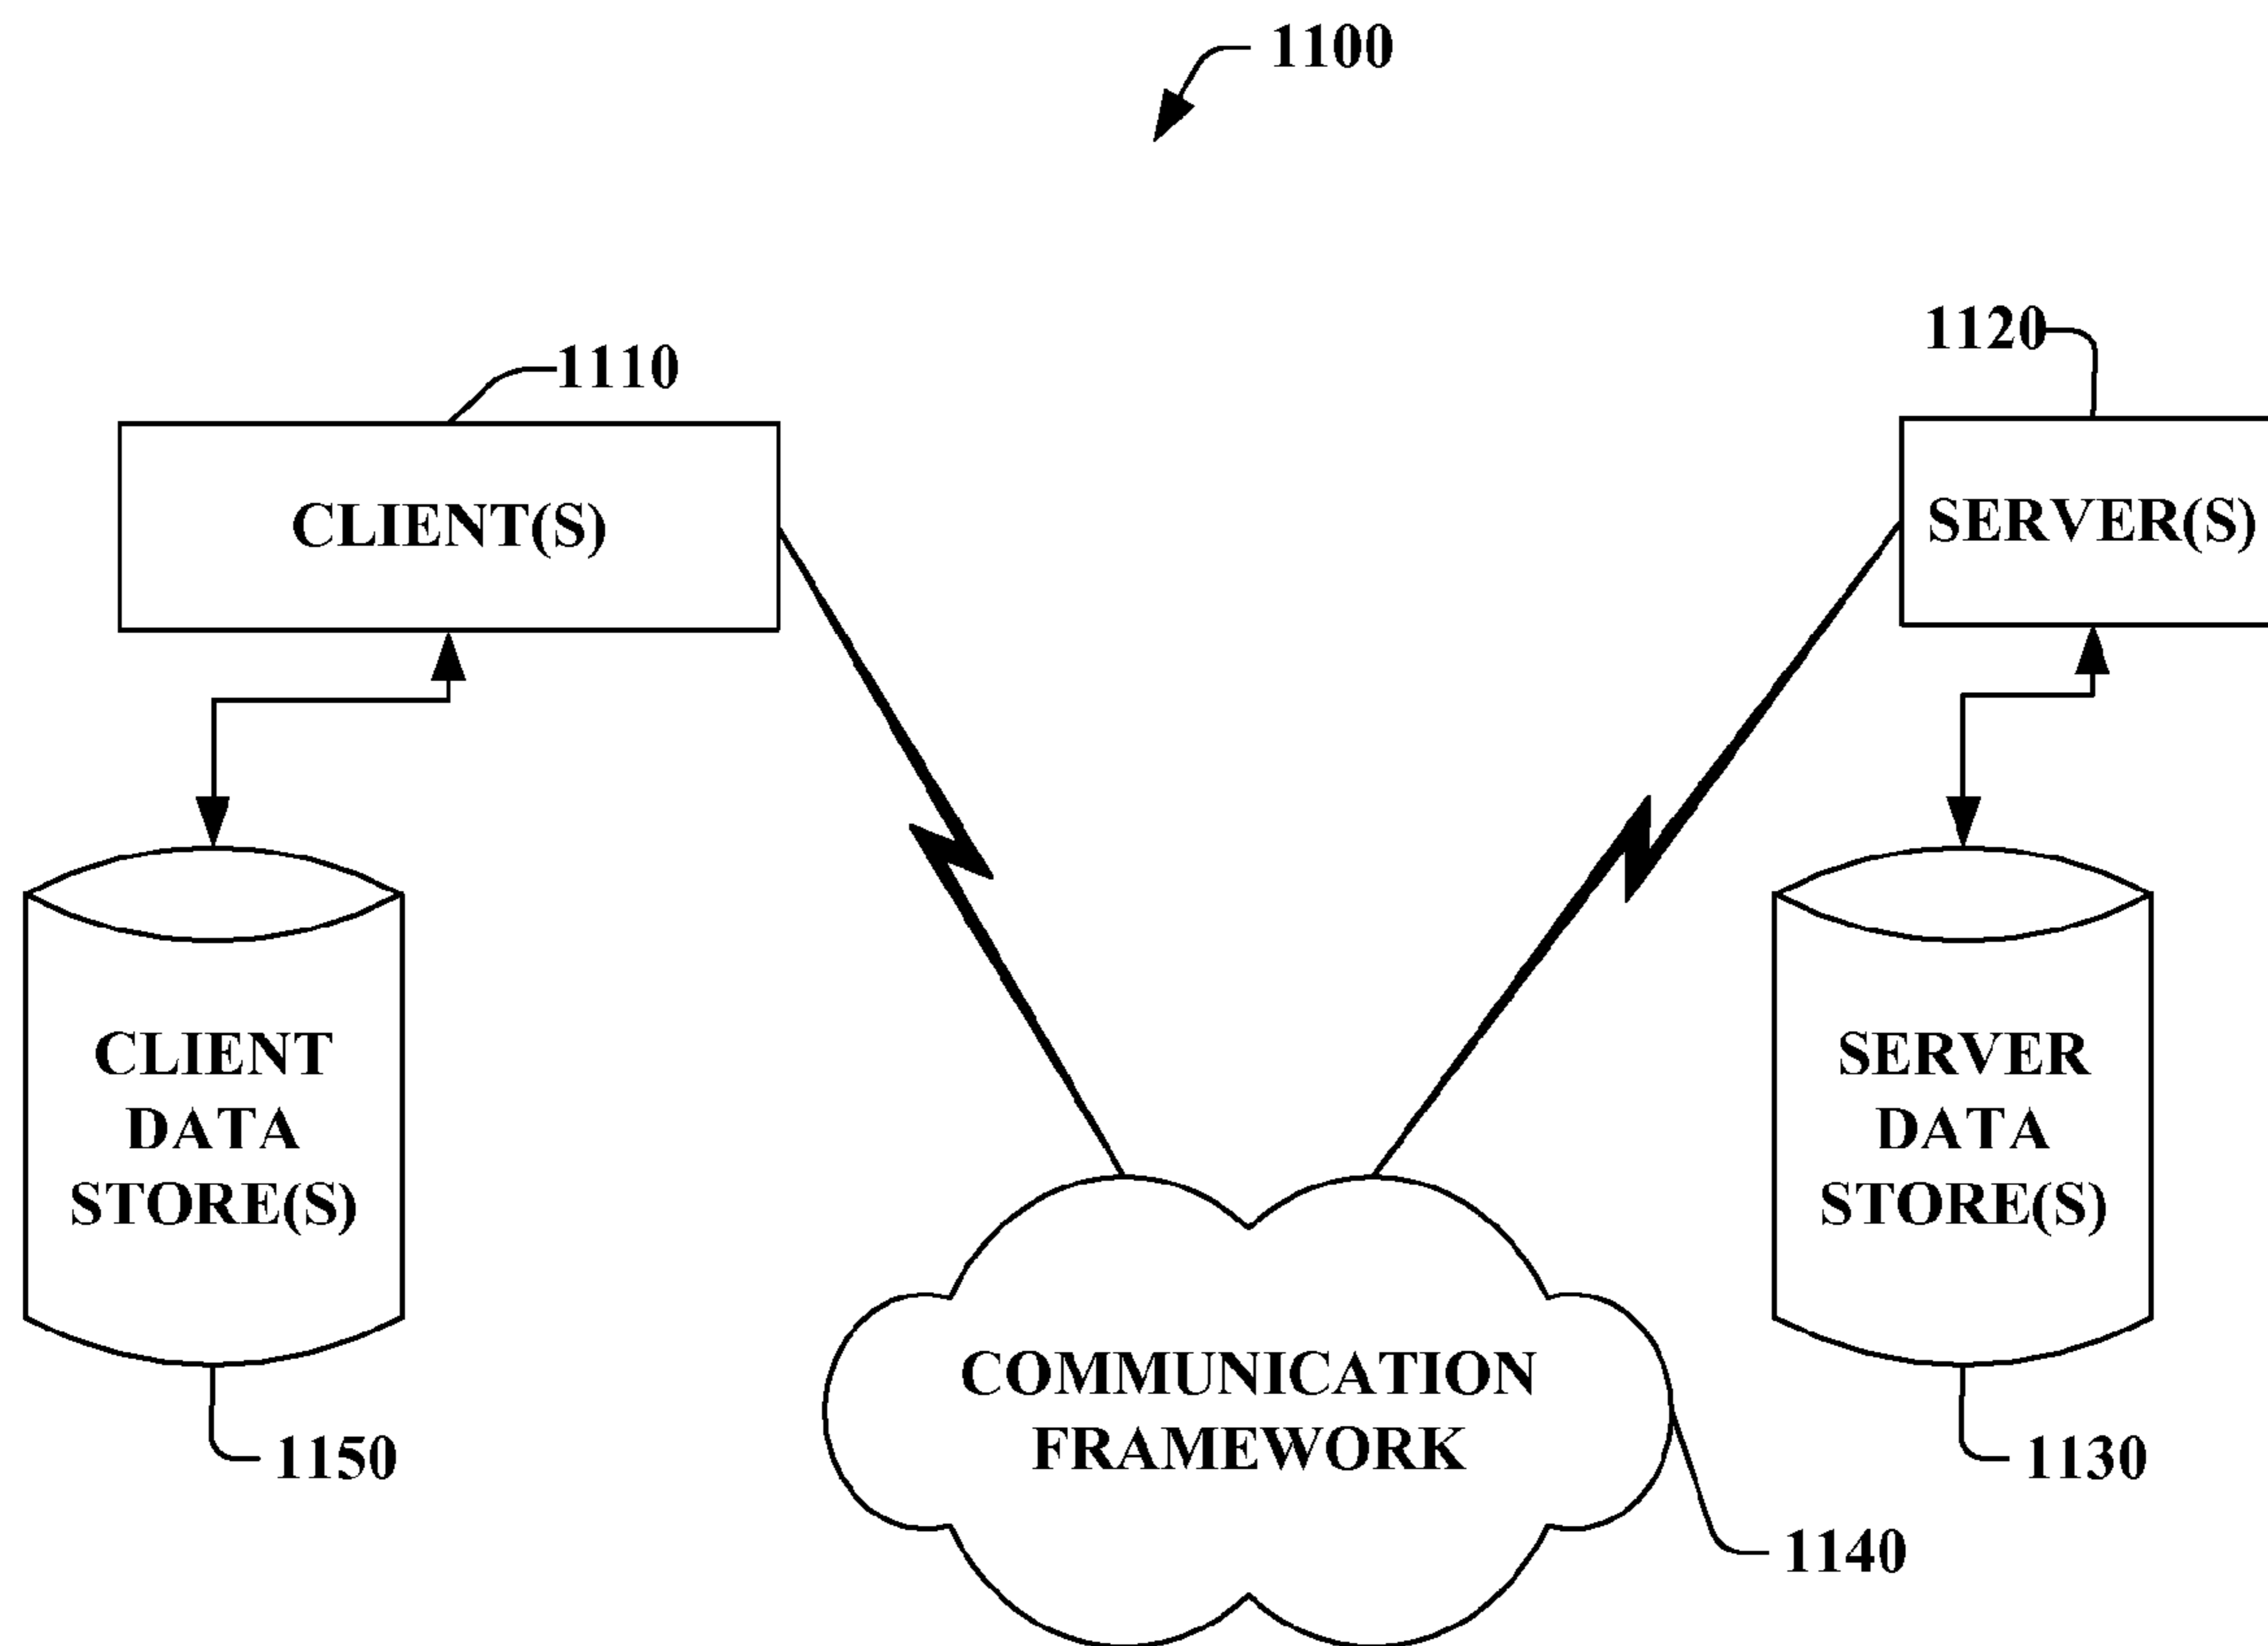 1100
1110
1120
CLIENT(S)
SERVER(S)
CLIENT
DATA
STORE(S)
SERVER
DATA
STORE(S)
COMMUNICATION
FRAMEWORK
1150
1130
1140